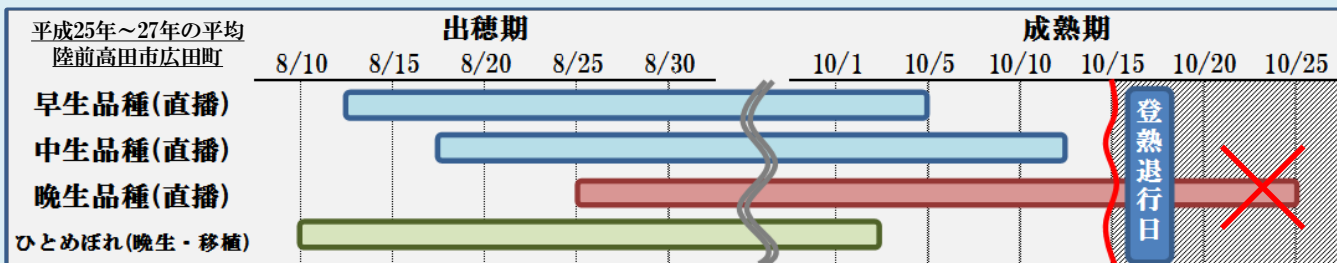 平成25年～27年の平均
陸前高田市広田町
出穂期
成熟期
8/10 8/15 8/20 8/25 8/30 10/1 10/5 10/10 10/15 10/20 10/25
早生品種(直播)
中生品種(直播)
晩生品種(直播)
ひとめぼれ(晩生・移植)
登熟退行日